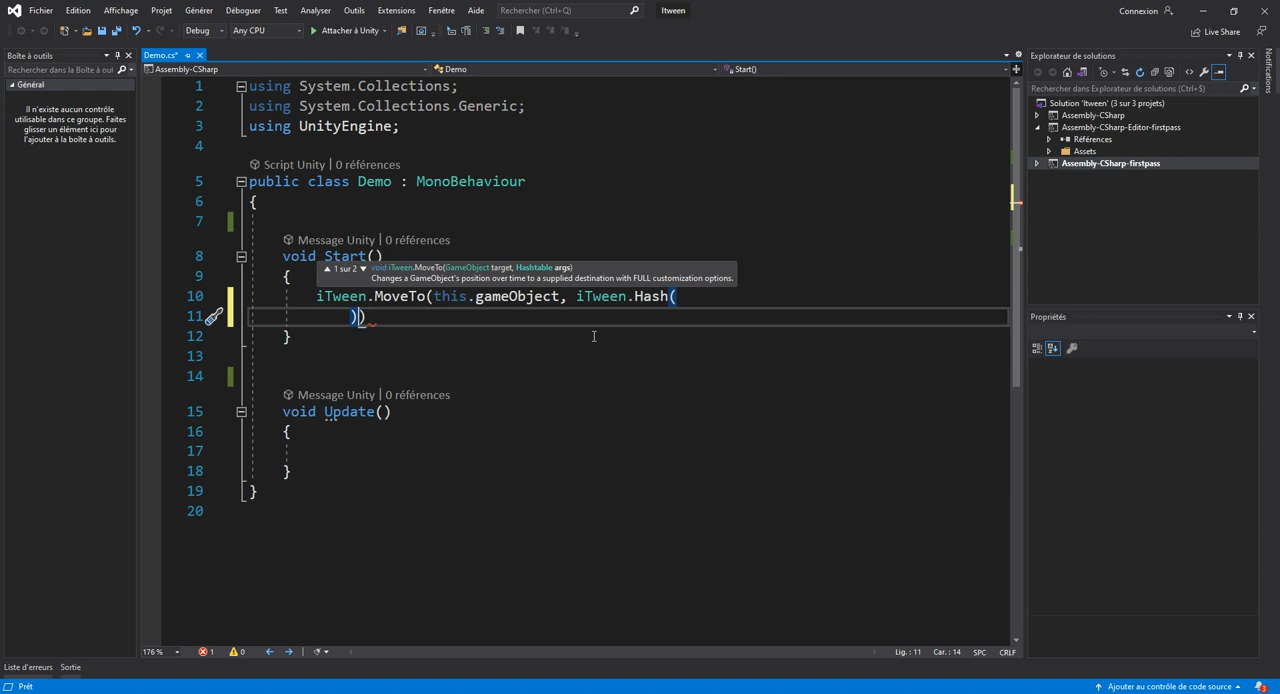 Fichier Edition Affichage Projet Générer Déboguer Test Analyser Outils Extensions Fenêtre Aide Rechercher (Ctrl+Q) Itween Connexion
Debug Any CPU Attacher à Unity Live Share
Boîte à outils
Rechercher dans la Boîte à out
Général
Il n'existe aucun contrôle
utilisable dans ce groupe. Faites
glisser un élément ici pour
l'ajouter à la boîte à outils.
Demo.cs*
Assembly-CSharp Demo Start()
1 using System.Collections;
2 using System.Collections.Generic;
3 using UnityEngine;
4
Script Unity | 0 références
5 public class Demo : MonoBehaviour
6 {
7
Message Unity | 0 références
8 void Start()
9 {
1 sur 2 void iTween.MoveTo(GameObject target, Hashtable args)
Changes a GameObject's position over time to a supplied destination with FULL customization options.
10 iTween.MoveTo(this.gameObject, iTween.Hash(
11 ))
12 }
13
14
Message Unity | 0 références
15 void Update()
16 {
17
18 }
19 }
20
176 % 1 0 Lig. : 11 Car. : 14 SPC CRLF
Explorateur de solutions
Rechercher dans Explorateur de solutions (Ctrl+$)
Solution 'Itween' (3 sur 3 projets)
Assembly-CSharp
Assembly-CSharp-Editor-firstpass
Références
Assets
Assembly-CSharp-firstpass
Propriétés
Notifications
Liste d'erreurs Sortie
Prêt Ajouter au contrôle de code source 3